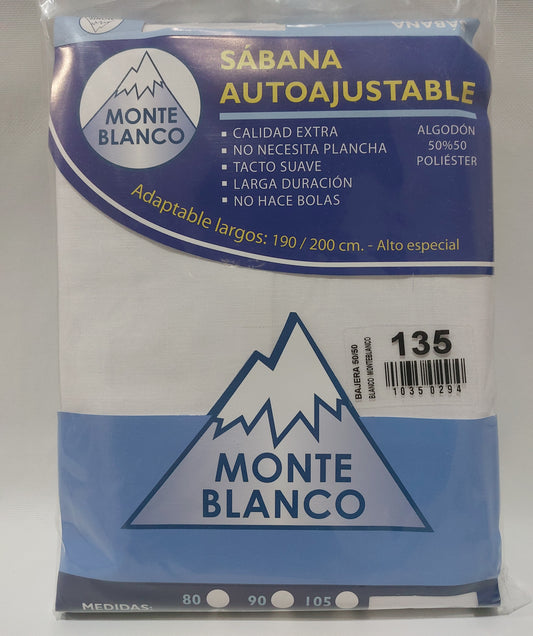 SÁBANA
MONTE
BLANCO
SÁBANA
AUTOAJUSTABLE
▪ CALIDAD EXTRA
▪ NO NECESITA PLANCHA
▪ TACTO SUAVE
▪ LARGA DURACIÓN
▪ NO HACE BOLAS
ALGODÓN
50%50
POLIÉSTER
Adaptable largos: 190 / 200 cm. - Alto especial
BAJERA 50/50
BLANCO-MONTEBLANCO
135
10350294
MONTE
BLANCO
MEDIDAS: 80 90 105